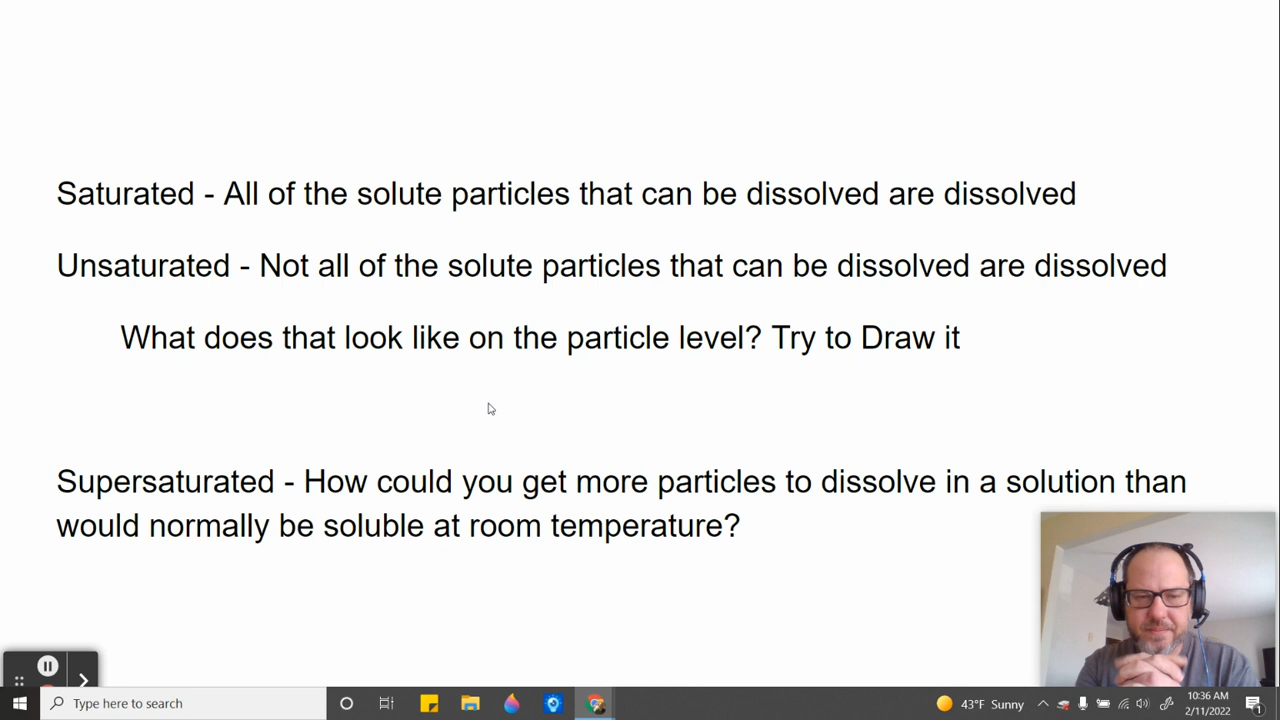 Saturated - All of the solute particles that can be dissolved are dissolved
Unsaturated - Not all of the solute particles that can be dissolved are dissolved
What does that look like on the particle level? Try to Draw it
Supersaturated - How could you get more particles to dissolve in a solution than
would normally be soluble at room temperature?
Type here to search
43°F Sunny
10:36 AM
2/11/2022
1